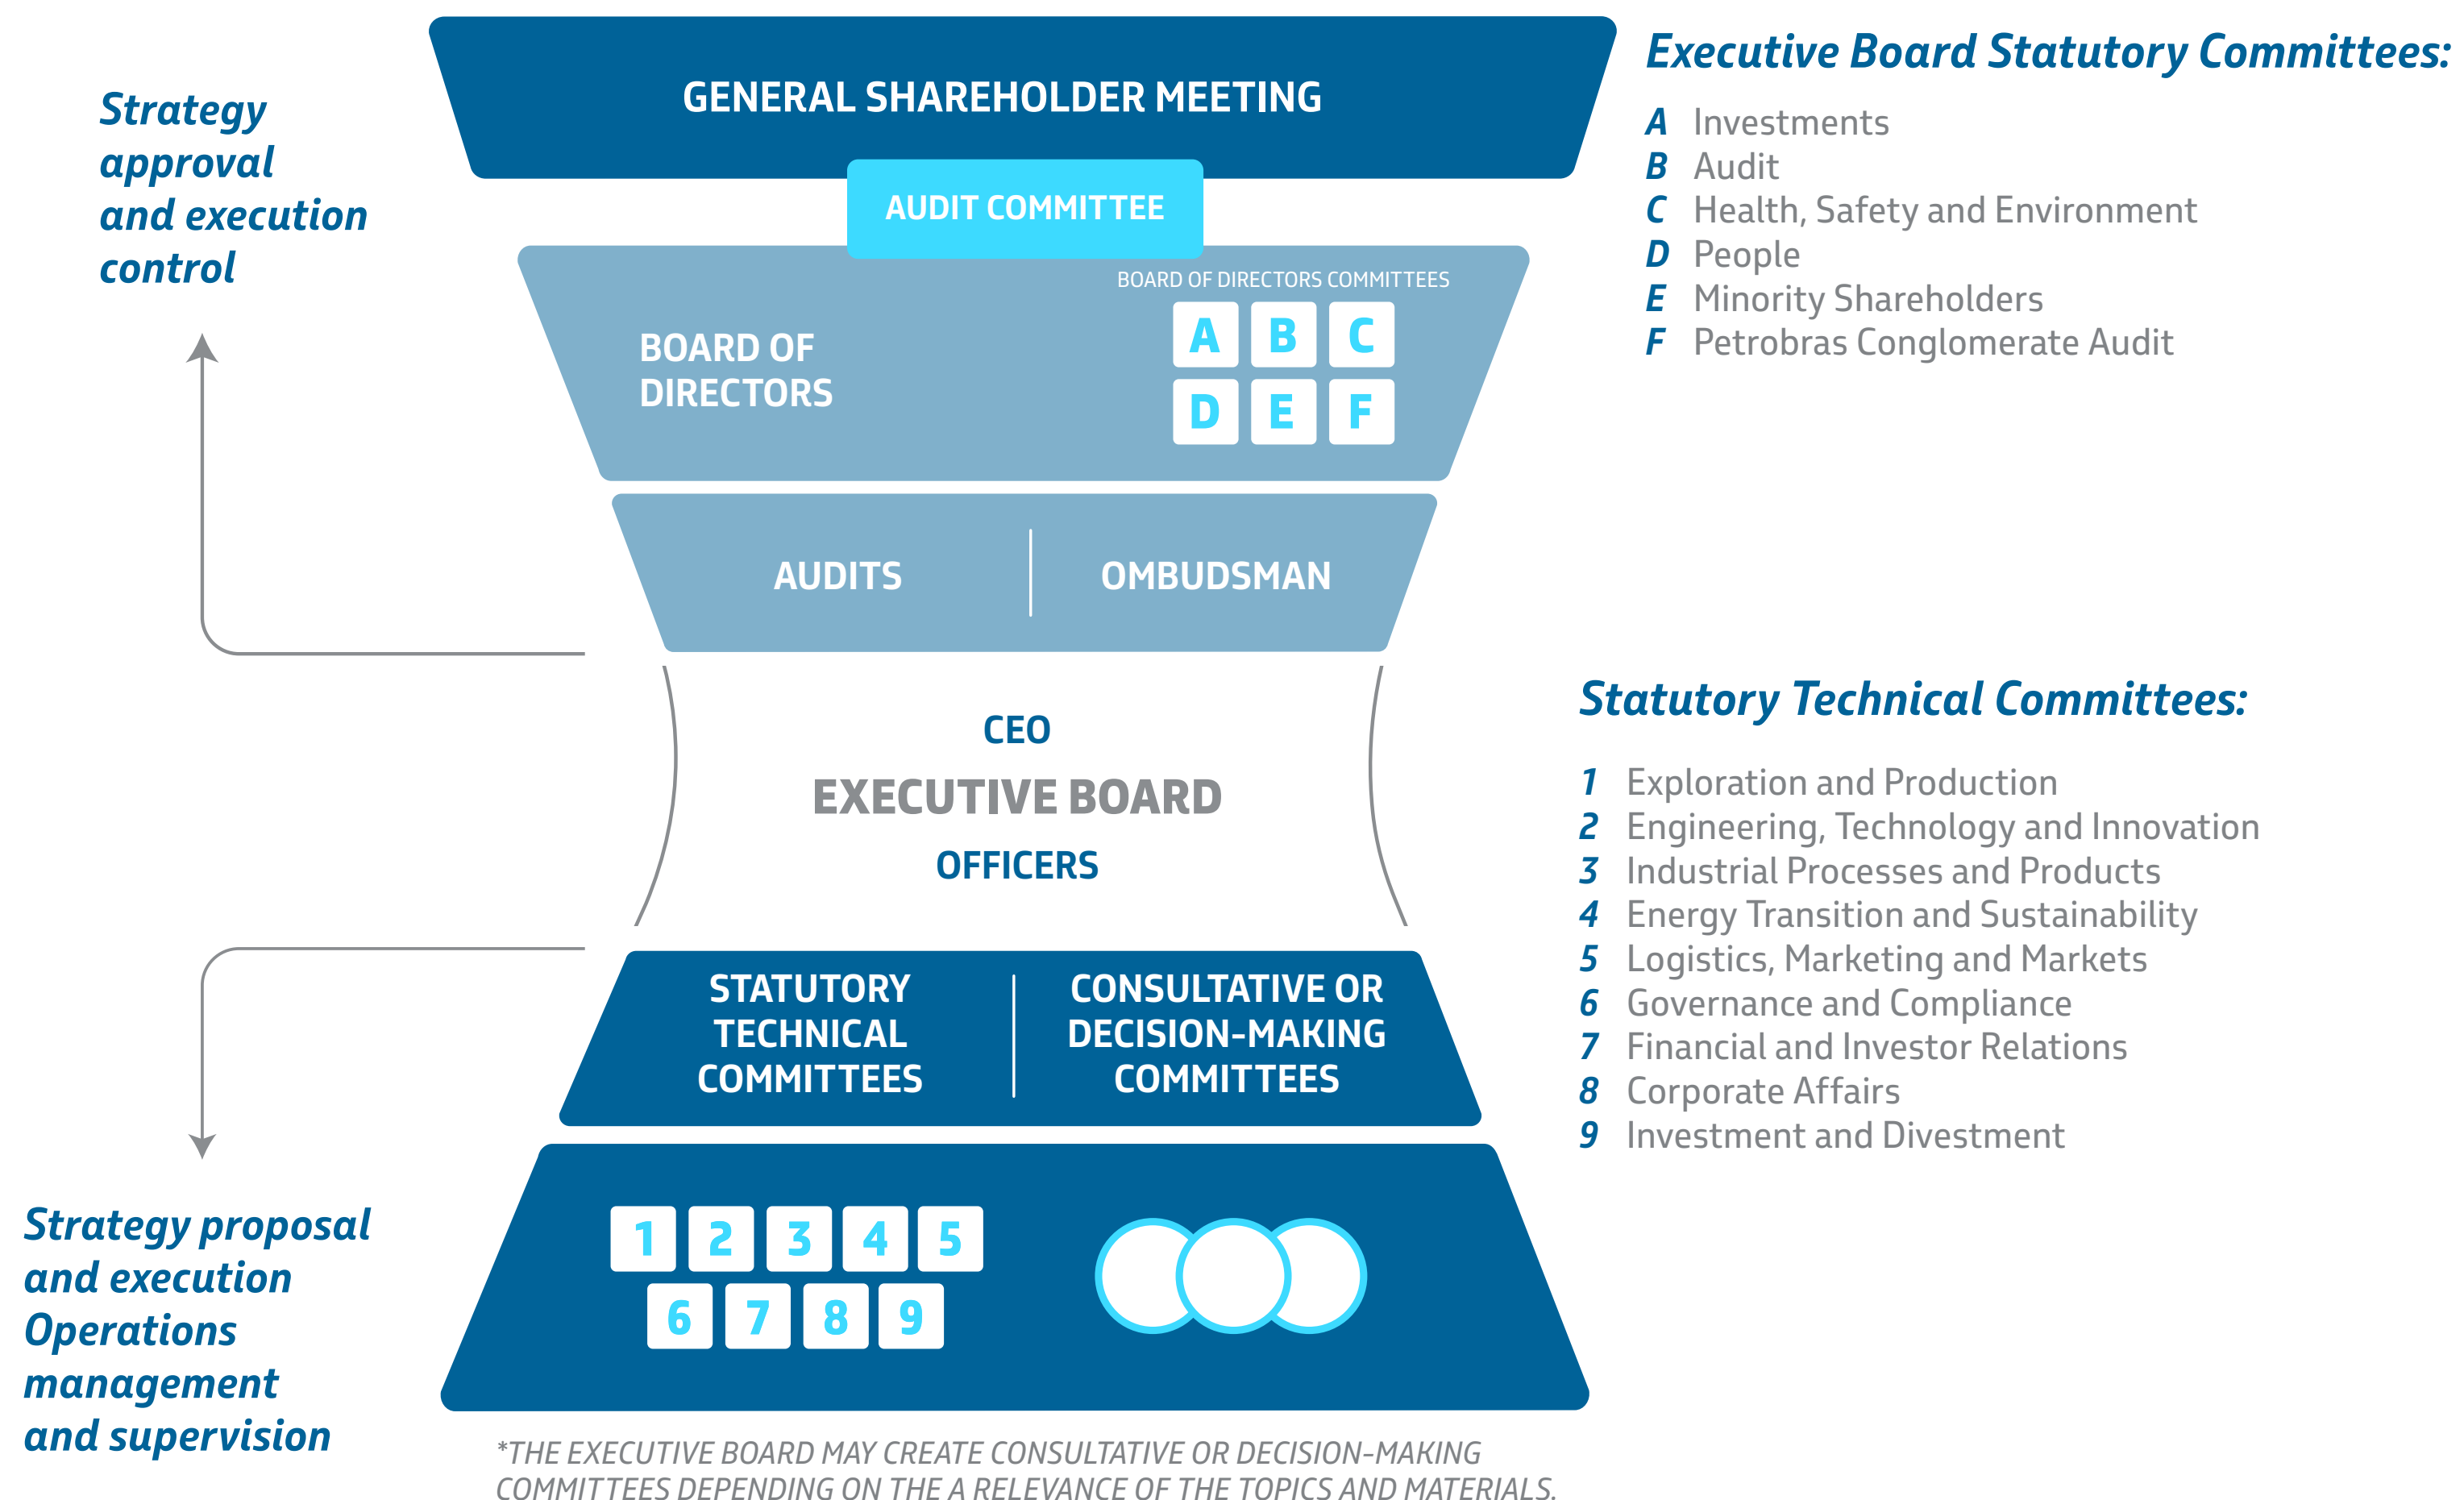 Strategy
approval
and execution
control
GENERAL SHAREHOLDER MEETING
AUDIT COMMITTEE
BOARD OF DIRECTORS COMMITTEES
BOARD OF
DIRECTORS
A B C
D E F
AUDITS
OMBUDSMAN
Executive Board Statutory Committees:
A Investments
B Audit
C Health, Safety and Environment
D People
E Minority Shareholders
F Petrobras Conglomerate Audit
CEO
EXECUTIVE BOARD
OFFICERS
Statutory Technical Committees:
1 Exploration and Production
2 Engineering, Technology and Innovation
3 Industrial Processes and Products
4 Energy Transition and Sustainability
5 Logistics, Marketing and Markets
6 Governance and Compliance
7 Financial and Investor Relations
8 Corporate Affairs
9 Investment and Divestment
STATUTORY
TECHNICAL
COMMITTEES
CONSULTATIVE OR
DECISION-MAKING
COMMITTEES
1 2 3 4 5
6 7 8 9
Strategy proposal
and execution
Operations
management
and supervision
*THE EXECUTIVE BOARD MAY CREATE CONSULTATIVE OR DECISION-MAKING
COMMITTEES DEPENDING ON THE A RELEVANCE OF THE TOPICS AND MATERIALS.